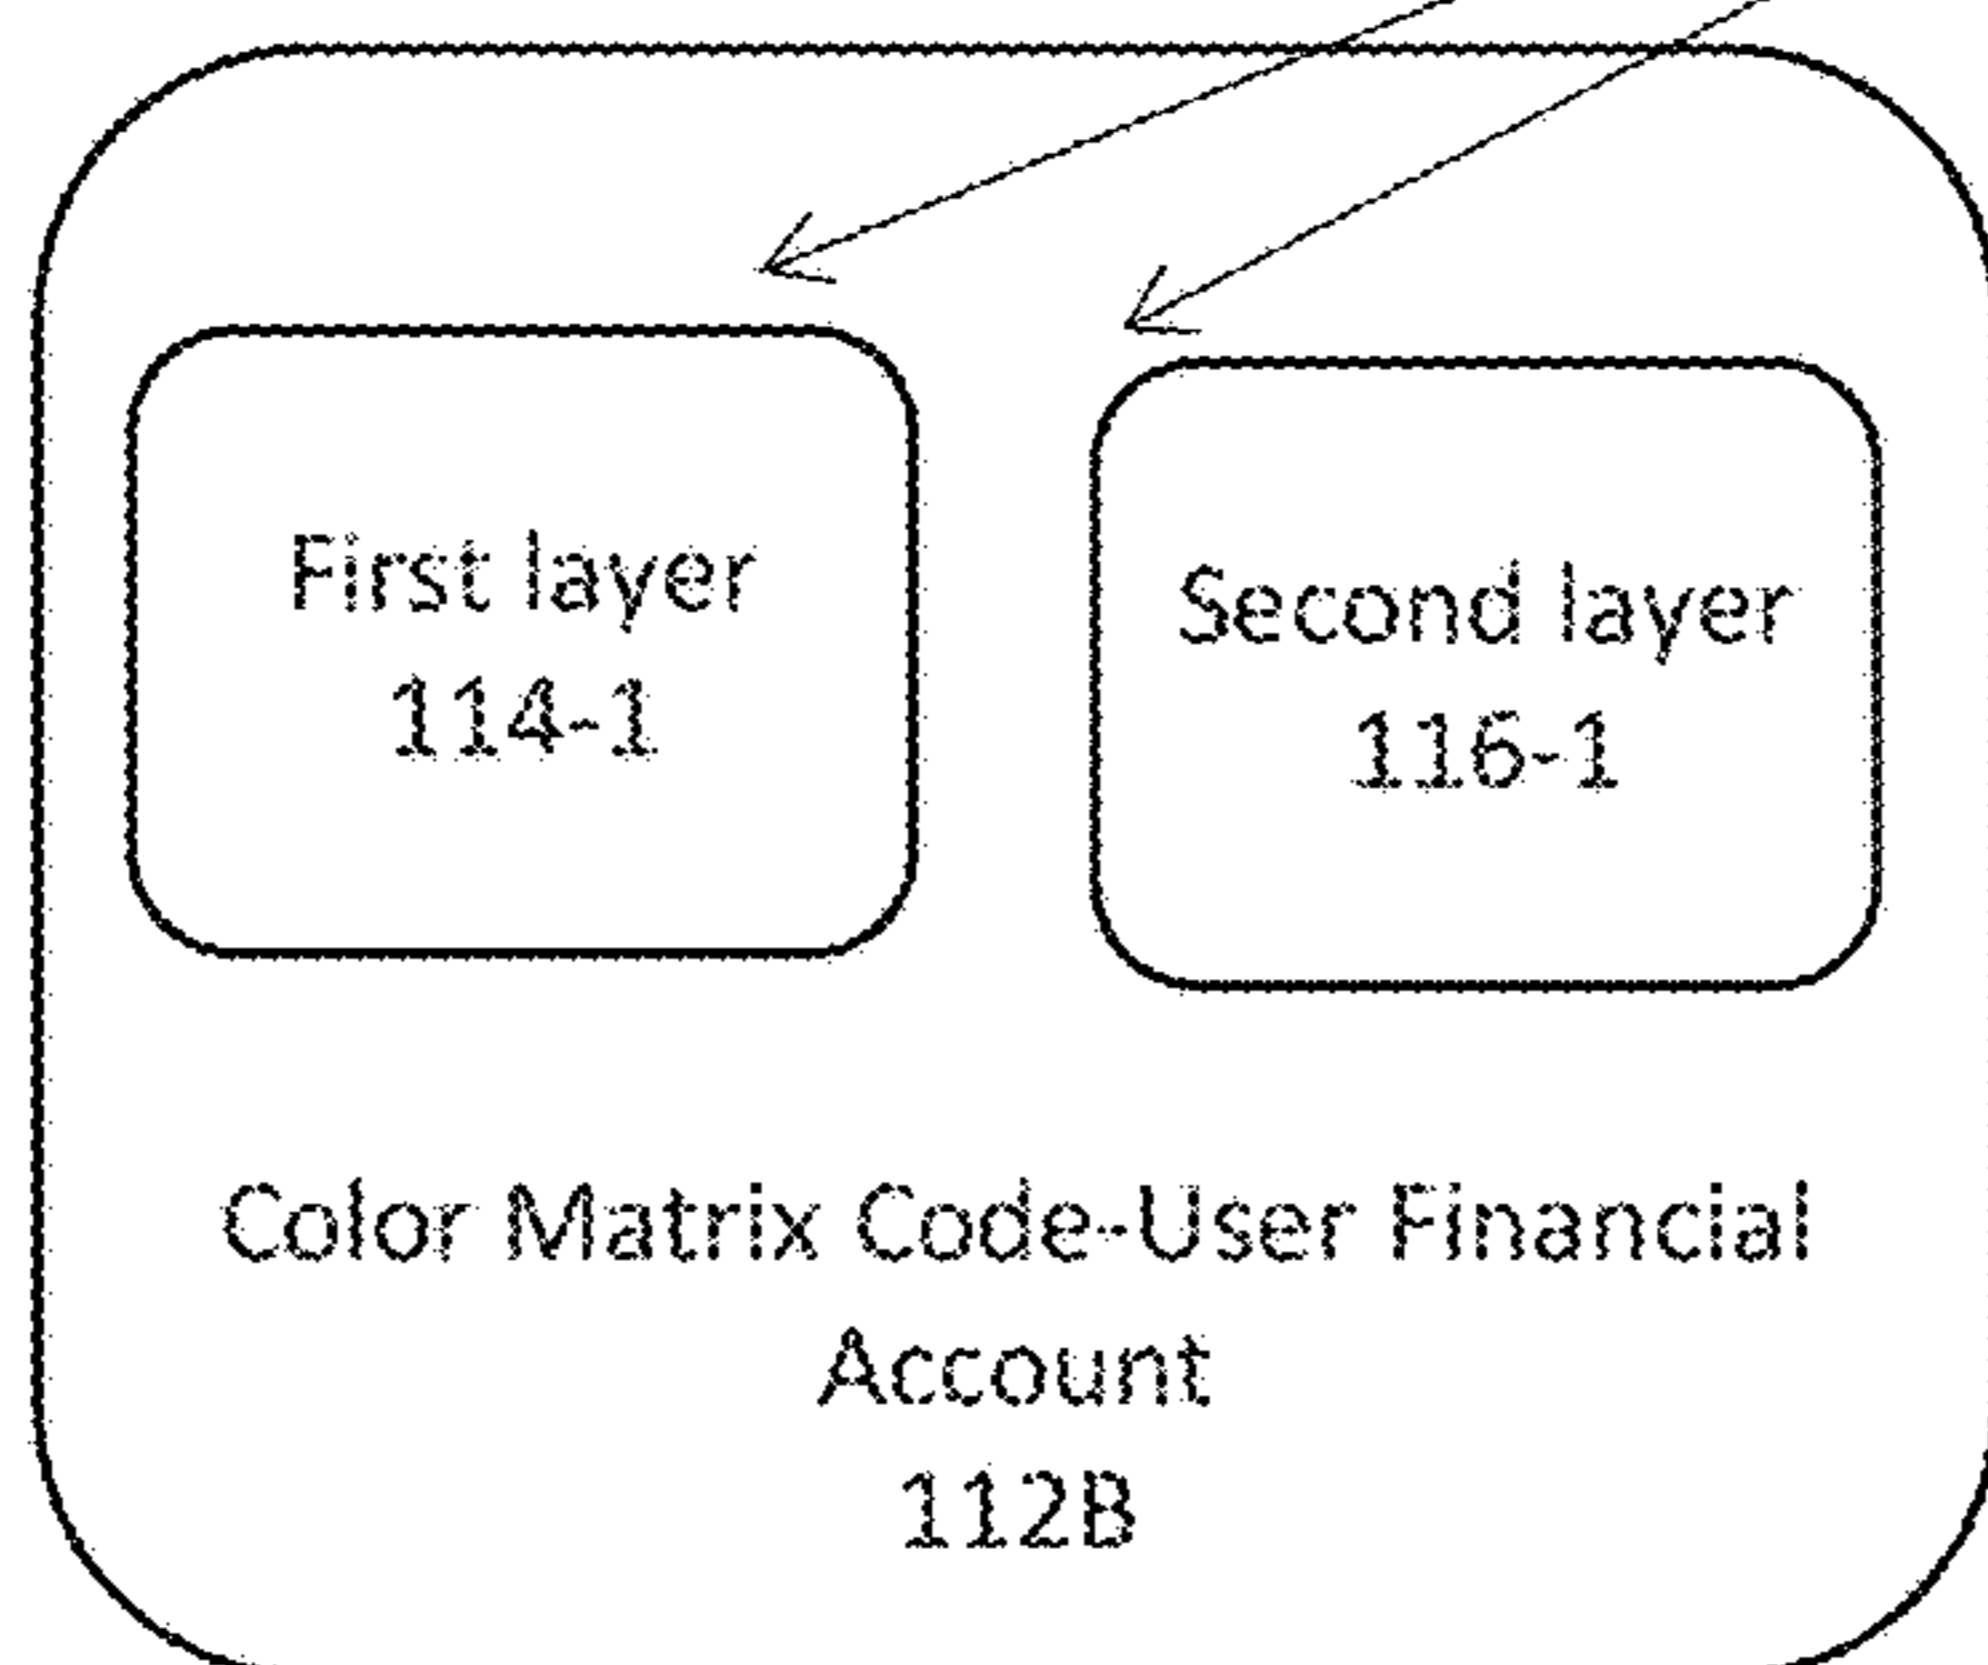 First layer
114-1
Second layer
116-1
Color Matrix Code-User Financial
Account
112B